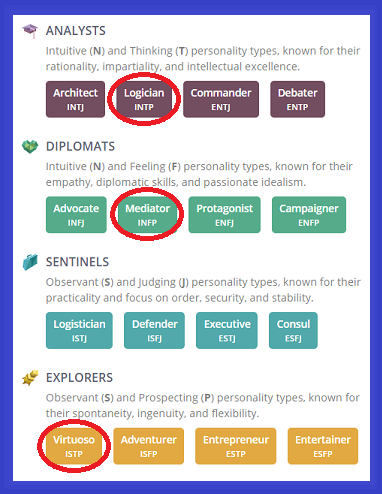 ANALYSTS
Intuitive (N) and Thinking (T) personality types, known for their
rationality, impartiality, and intellectual excellence.
Architect Logician Commander Debater
INTJ INTP ENTJ ENTP
DIPLOMATS
Intuitive (N) and Feeling (F) personality types, known for their
empathy, diplomatic skills, and passionate idealism.
Advocate Mediator Protagonist Campaigner
INFJ INFP ENFJ ENFP
SENTINELS
Observant (S) and Judging (J) personality types, known for their
practicality and focus on order, security, and stability.
Logistician Defender Executive Consul
ISTJ ISFJ ESTJ ESFJ
EXPLORERS
Observant (S) and Prospecting (P) personality types, known for
their spontaneity, ingenuity, and flexibility.
Virtuoso Adventurer Entrepreneur Entertainer
ISTP ISFP ESTP ESFP